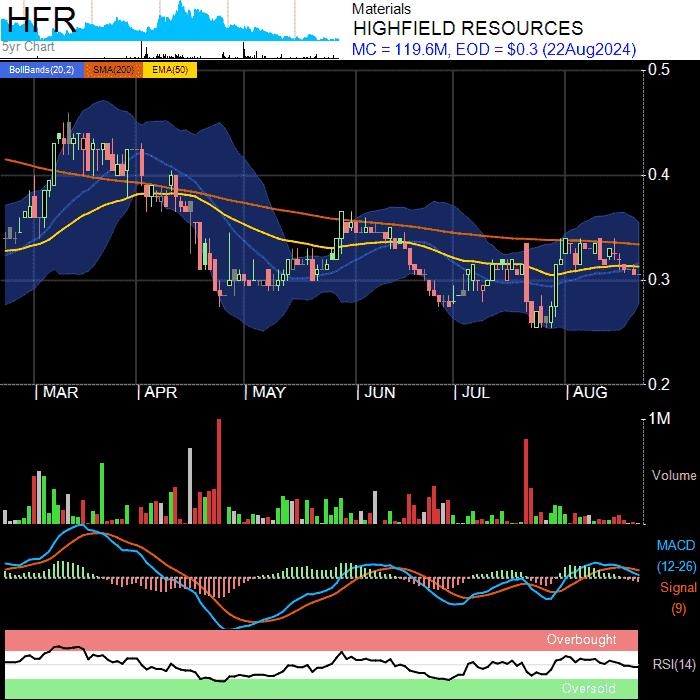 HFR
5yr Chart
Materials
HIGHFIELD RESOURCES
MC = 119.6M, EOD = $0.3 (22Aug2024)
BollBands(20,2) SMA(200) EMA(50)
0.5
0.4
0.3
0.2
| MAR | APR | MAY | JUN | JUL | AUG
1M
Volume
MACD
(12-26)
Signal
(9)
Overbought
RSI(14)
Oversold